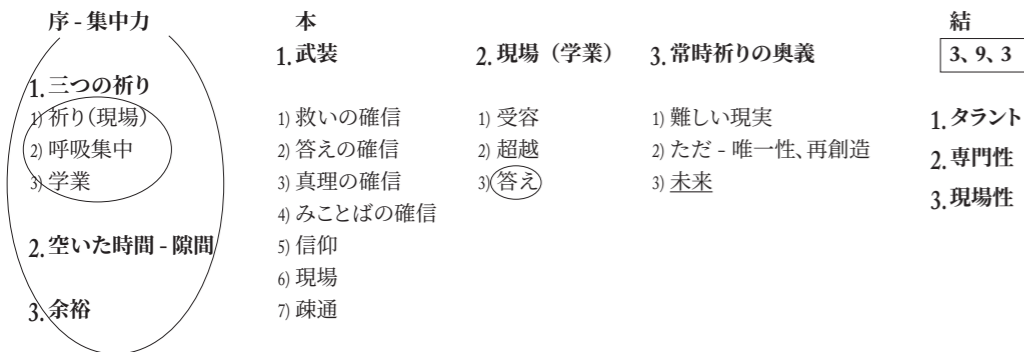 序 - 集中力
1. 三つの祈り
1) 祈り(現場)
2) 呼吸集中
3) 学業
2. 空いた時間 - 隙間
3. 余裕
本
1. 武装
1) 救いの確信
2) 答えの確信
3) 真理の確信
4) みことばの確信
5) 信仰
6) 現場
7) 疎通
2. 現場（学業）
1) 受容
2) 超越
3) 答え
3. 常時祈りの奥義
1) 難しい現実
2) ただ - 唯一性、再創造
3) 未来
結
3、9、3
1. タラント
2. 専門性
3. 現場性